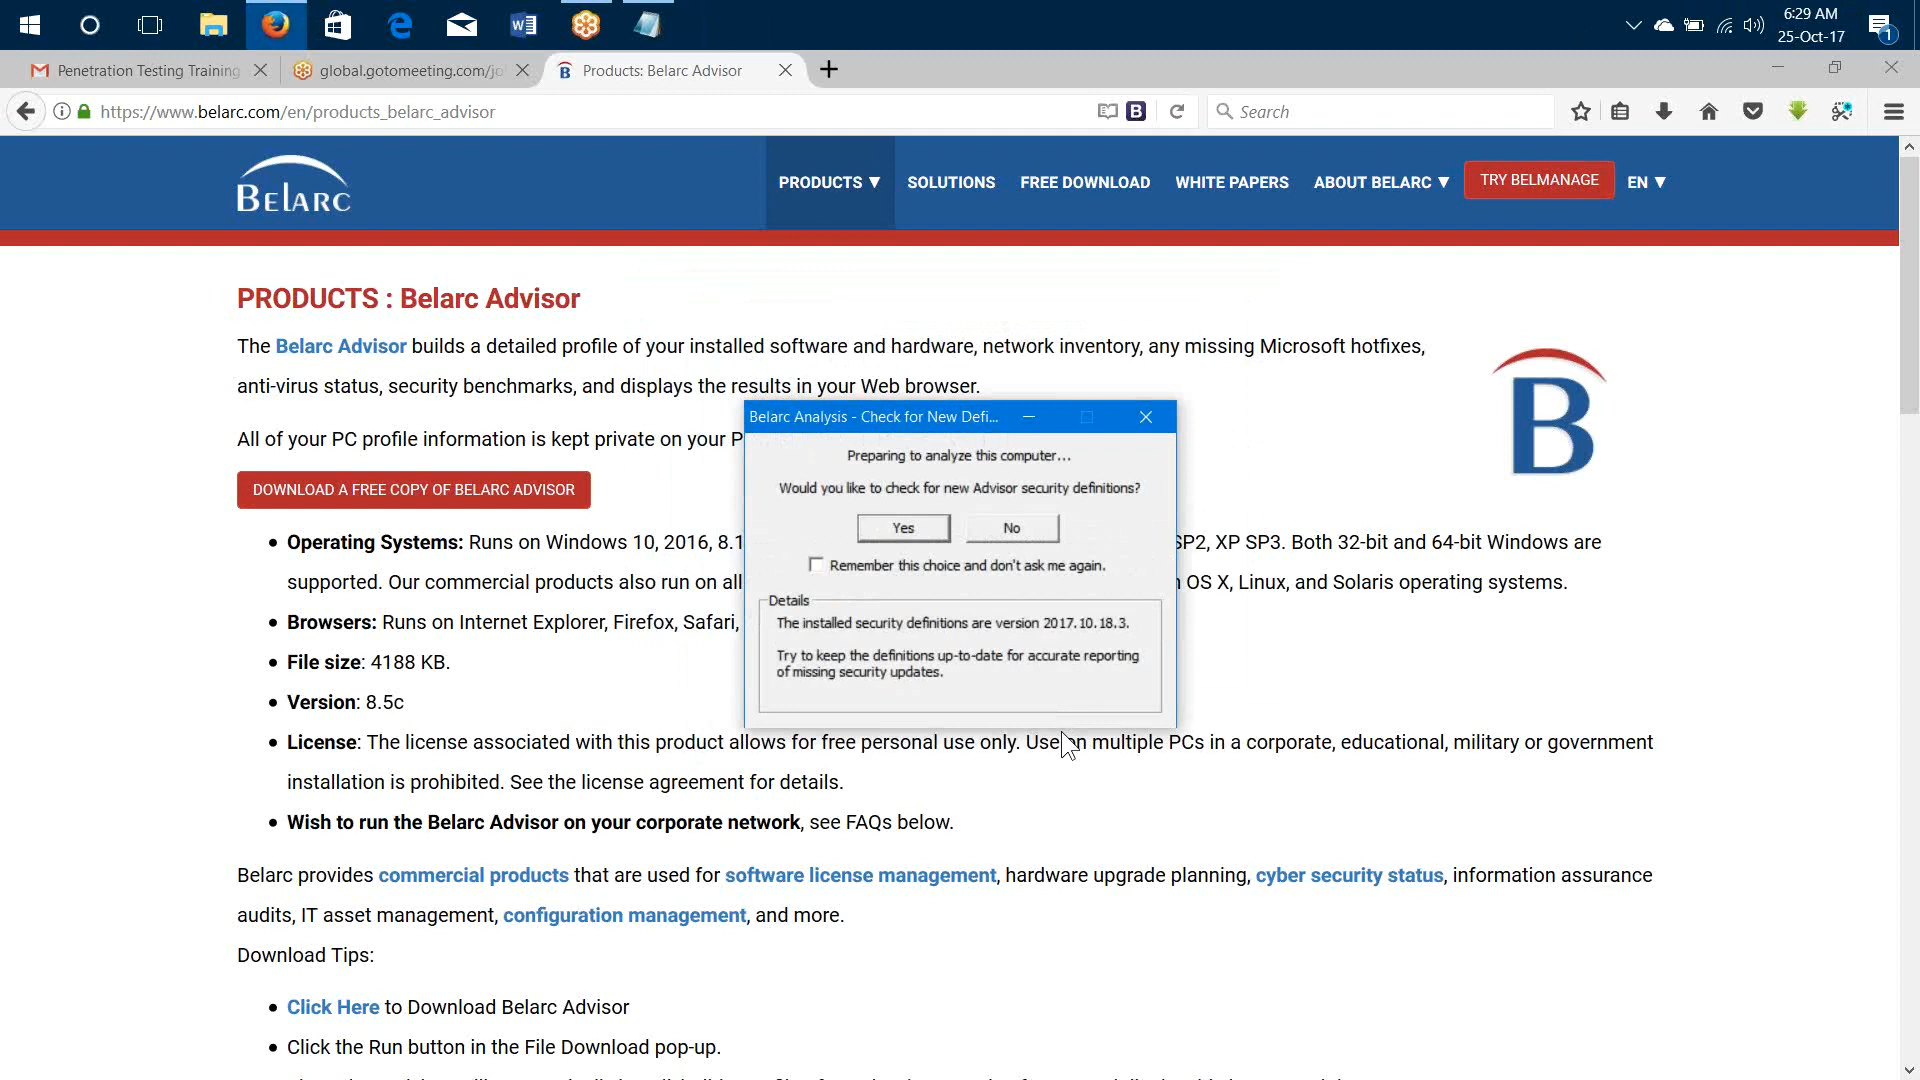 6:29 AM
25-Oct-17
1
Penetration Testing Training
global.gotomeeting.com/jo
Products: Belarc Advisor
https://www.belarc.com/en/products_belarc_advisor
Search
BELARC
PRODUCTS ▼
SOLUTIONS
FREE DOWNLOAD
WHITE PAPERS
ABOUT BELARC ▼
TRY BELMANAGE
EN ▼
PRODUCTS : Belarc Advisor
The Belarc Advisor builds a detailed profile of your installed software and hardware, network inventory, any missing Microsoft hotfixes,
anti-virus status, security benchmarks, and displays the results in your Web browser.
All of your PC profile information is kept private on your P
DOWNLOAD A FREE COPY OF BELARC ADVISOR
B
Belarc Analysis - Check for New Defi...
Preparing to analyze this computer...
Would you like to check for new Advisor security definitions?
Yes
No
Remember this choice and don't ask me again.
Details
The installed security definitions are version 2017.10.18.3.
Try to keep the definitions up-to-date for accurate reporting
of missing security updates.
• Operating Systems: Runs on Windows 10, 2016, 8.1 SP2, XP SP3. Both 32-bit and 64-bit Windows are
supported. Our commercial products also run on all OS X, Linux, and Solaris operating systems.
• Browsers: Runs on Internet Explorer, Firefox, Safari,
• File size: 4188 KB.
• Version: 8.5c
• License: The license associated with this product allows for free personal use only. Use on multiple PCs in a corporate, educational, military or government
installation is prohibited. See the license agreement for details.
• Wish to run the Belarc Advisor on your corporate network, see FAQs below.
Belarc provides commercial products that are used for software license management, hardware upgrade planning, cyber security status, information assurance
audits, IT asset management, configuration management, and more.
Download Tips:
• Click Here to Download Belarc Advisor
• Click the Run button in the File Download pop-up.